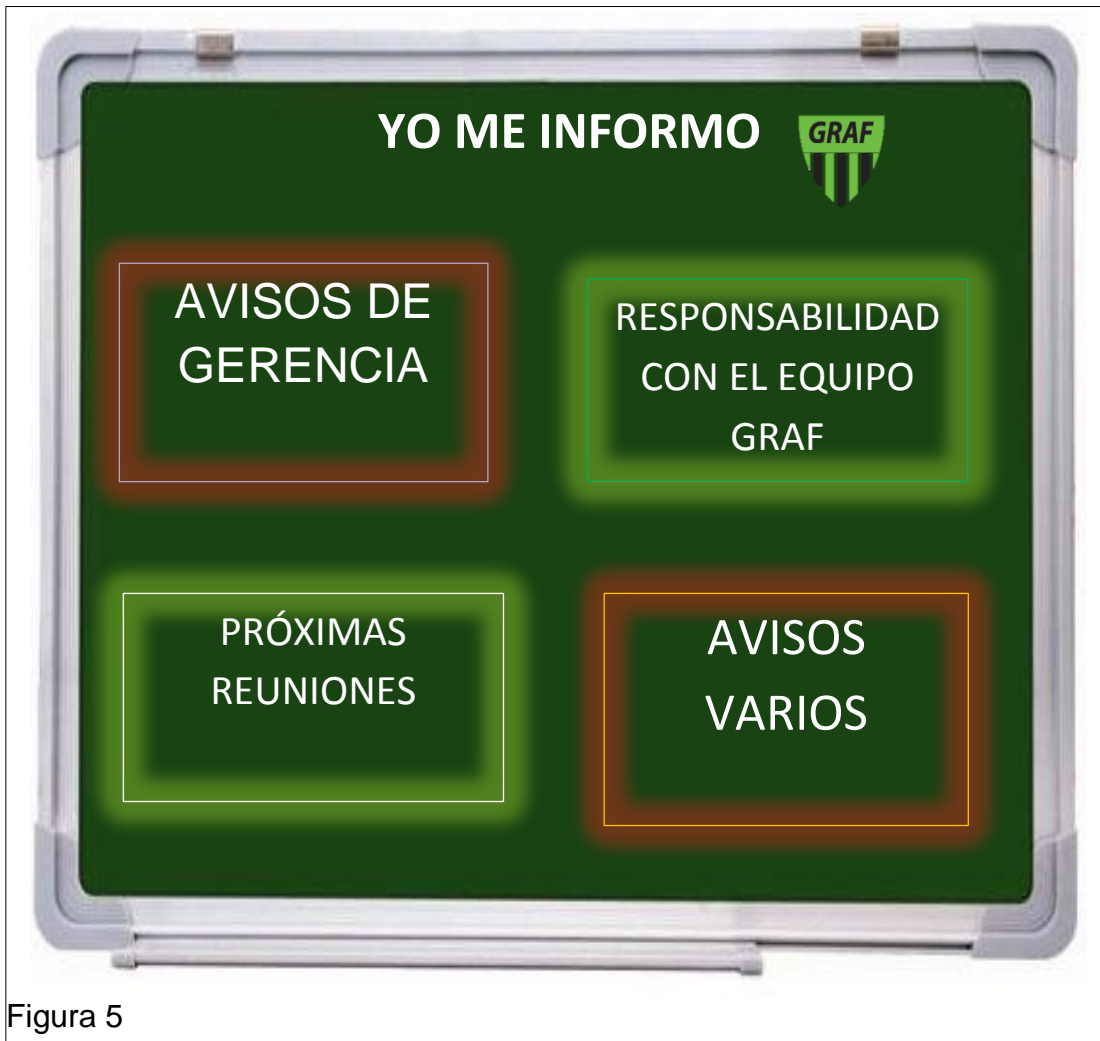 YO ME INFORMO
GRAF
AVISOS DE
GERENCIA
RESPONSABILIDAD
CON EL EQUIPO
GRAF
PRÓXIMAS
REUNIONES
AVISOS
VARIOS
Figura 5